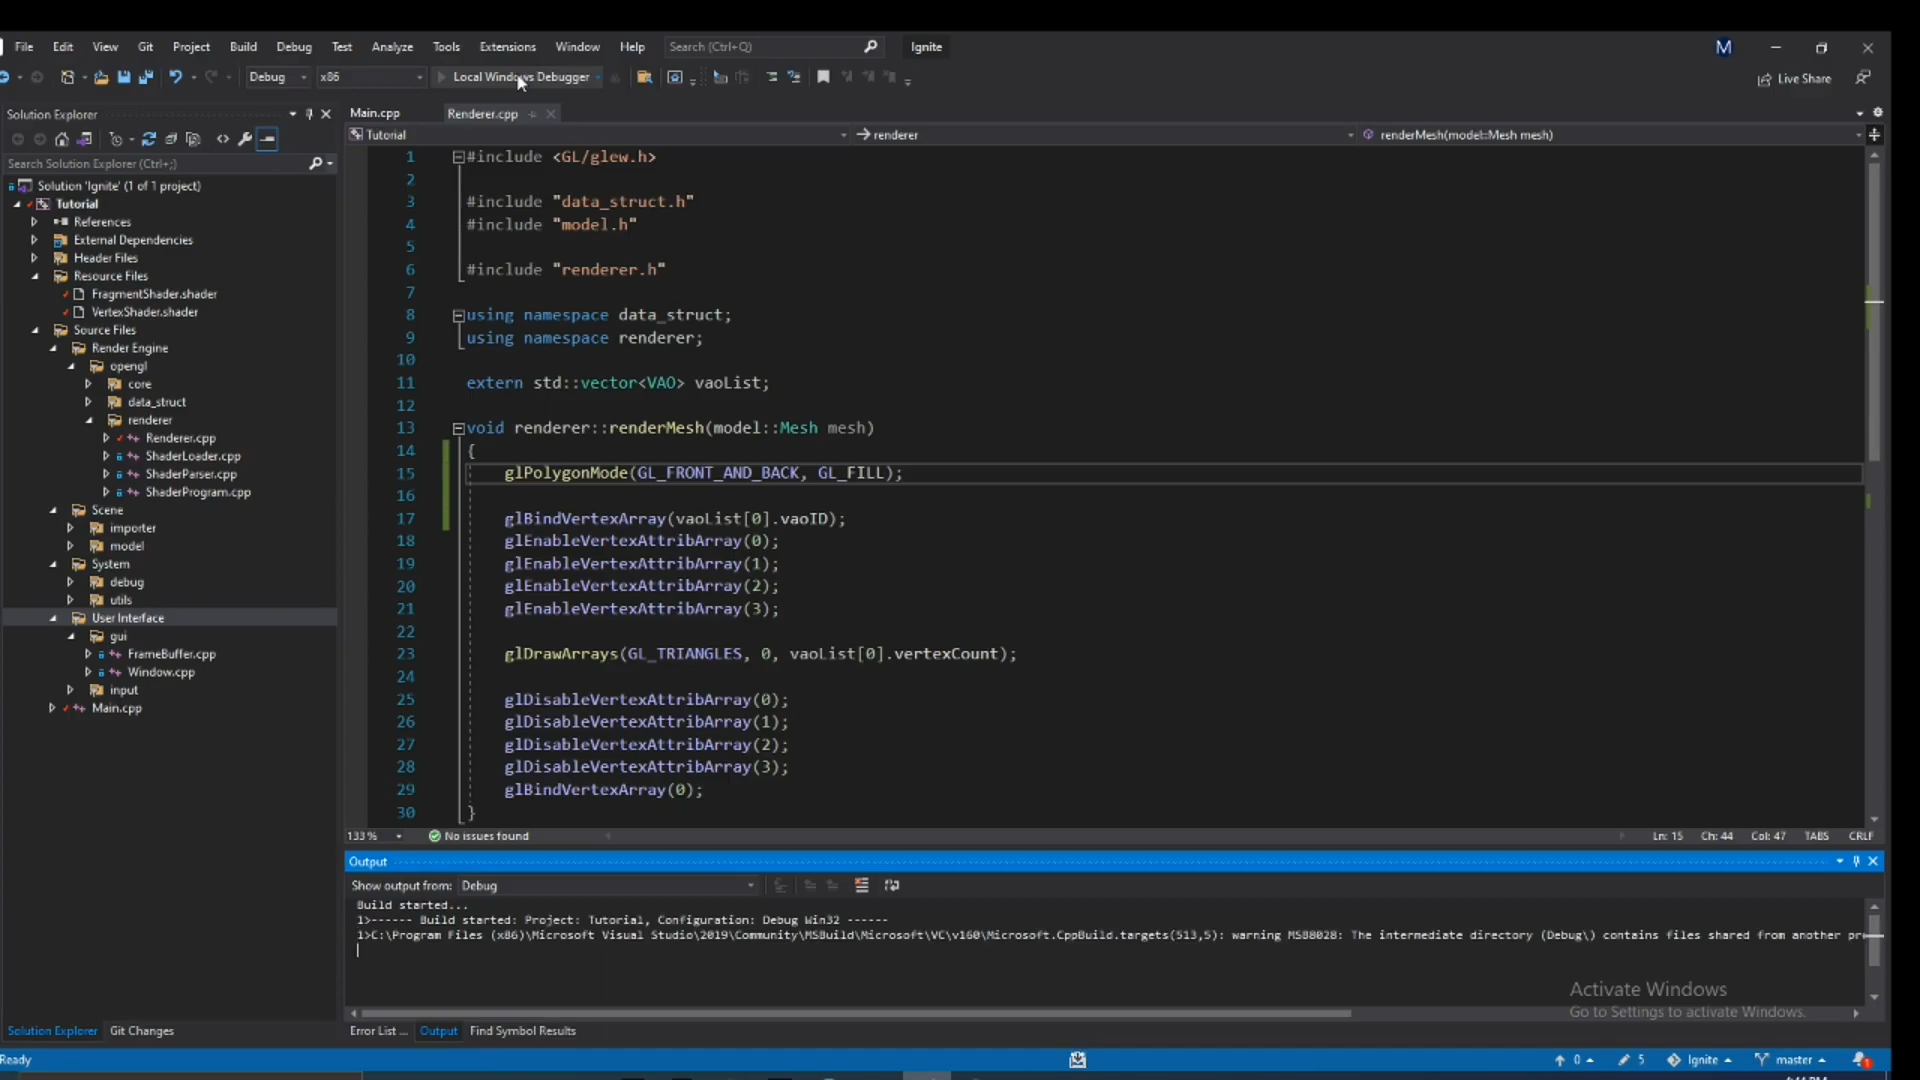 File Edit View Git Project Build Debug Test Analyze Tools Extensions Window Help Search (Ctrl+Q) Ignite M
Debug x86 Local Windows Debugger Live Share
Solution Explorer
Search Solution Explorer (Ctrl+;)
Solution 'Ignite' (1 of 1 project)
Tutorial
References
External Dependencies
Header Files
Resource Files
FragmentShader.shader
VertexShader.shader
Source Files
Render Engine
opengl
core
data_struct
renderer
Renderer.cpp
ShaderLoader.cpp
ShaderParser.cpp
ShaderProgram.cpp
Scene
importer
model
System
debug
utils
User Interface
gui
FrameBuffer.cpp
Window.cpp
input
Main.cpp
Solution Explorer Git Changes
Main.cpp Renderer.cpp
Tutorial renderer renderMesh(model::Mesh mesh)
1 #include <GL/glew.h>
2
3 #include "data_struct.h"
4 #include "model.h"
5
6 #include "renderer.h"
7
8 using namespace data_struct;
9 using namespace renderer;
10
11 extern std::vector<VAO> vaoList;
12
13 void renderer::renderMesh(model::Mesh mesh)
14 {
15 glPolygonMode(GL_FRONT_AND_BACK, GL_FILL);
16
17 glBindVertexArray(vaoList[0].vaoID);
18 glEnableVertexAttribArray(0);
19 glEnableVertexAttribArray(1);
20 glEnableVertexAttribArray(2);
21 glEnableVertexAttribArray(3);
22
23 glDrawArrays(GL_TRIANGLES, 0, vaoList[0].vertexCount);
24
25 glDisableVertexAttribArray(0);
26 glDisableVertexAttribArray(1);
27 glDisableVertexAttribArray(2);
28 glDisableVertexAttribArray(3);
29 glBindVertexArray(0);
30 }
133 % No issues found Ln: 15 Ch: 44 Col: 47 TABS CRLF
Output
Show output from: Debug
Build started...
1>------ Build started: Project: Tutorial, Configuration: Debug Win32 ------
1>C:\Program Files (x86)\Microsoft Visual Studio\2019\Community\MSBuild\Microsoft\VC\v160\Microsoft.CppBuild.targets(513,5): warning MSB8028: The intermediate directory (Debug\) contains files shared from another pr
Activate Windows
Go to Settings to activate Windows.
Error List ... Output Find Symbol Results
Ready 0 5 Ignite master 1